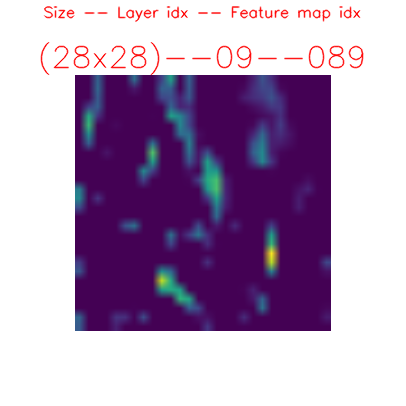 Size -- Layer idx -- Feature map idx
(28x28)--09--089